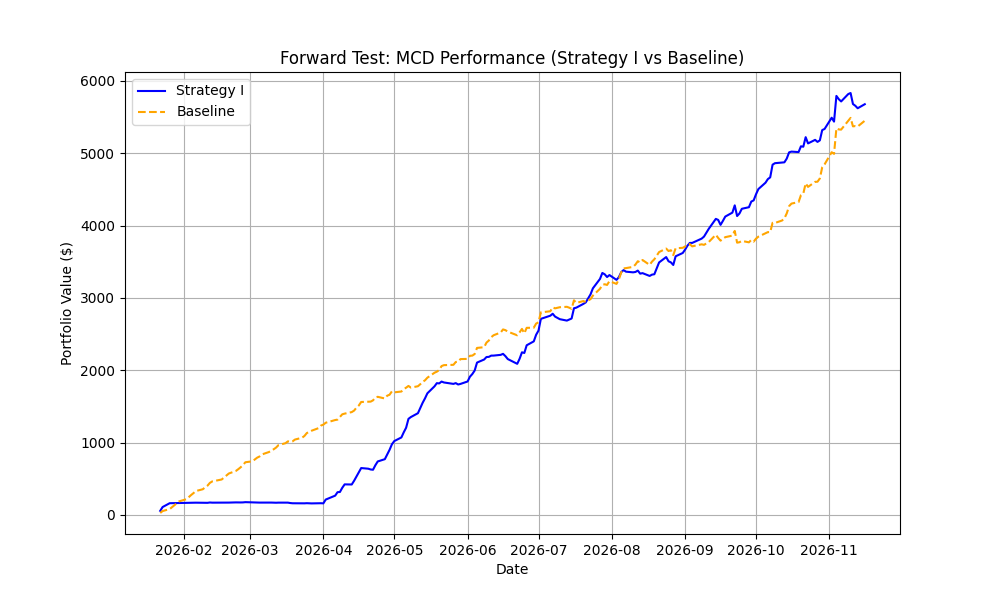 Forward Test: MCD Performance (Strategy I vs Baseline)
Strategy I
Baseline
Portfolio Value ($)
6000
5000
4000
3000
2000
1000
0
2026-02 2026-03 2026-04 2026-05 2026-06 2026-07 2026-08 2026-09 2026-10 2026-11
Date